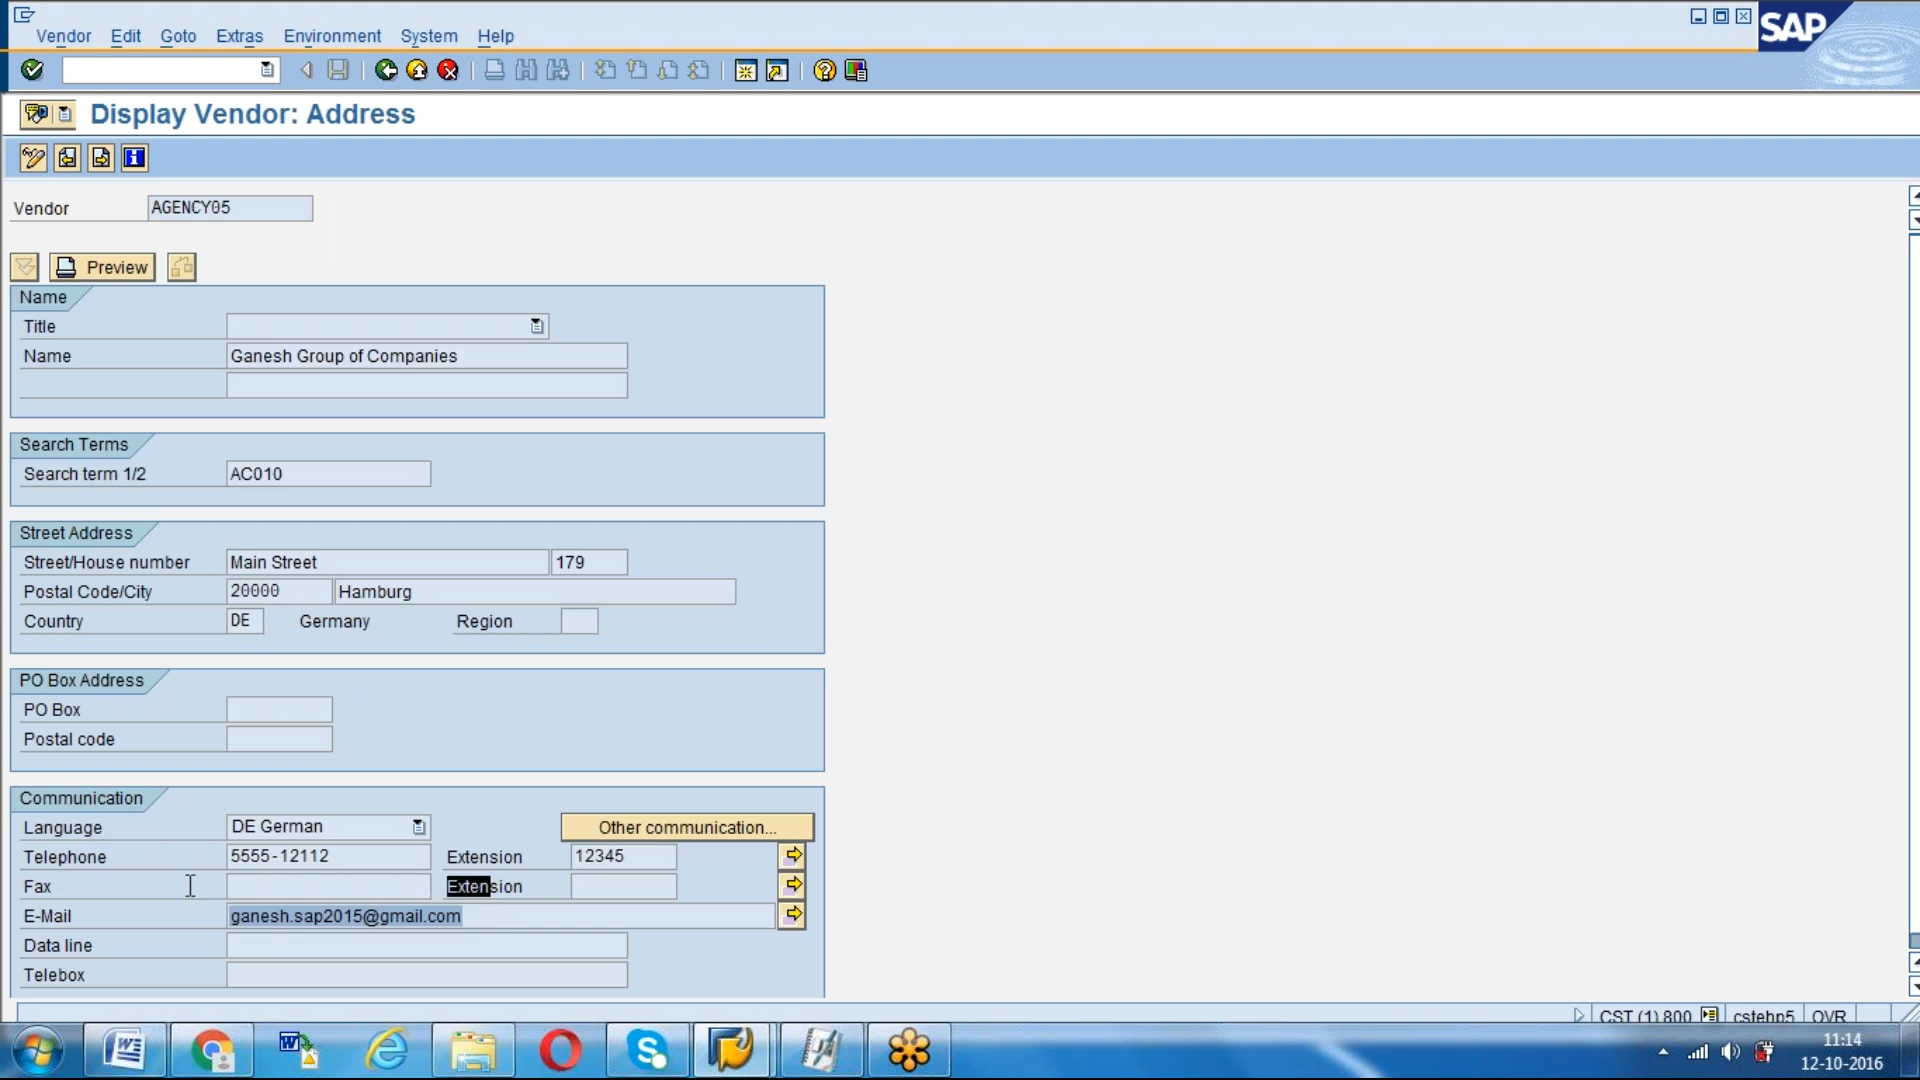 Vendor Edit Goto Extras Environment System Help
SAP
Display Vendor: Address
Vendor AGENCY05
Preview
Name
Title
Name Ganesh Group of Companies
Search Terms
Search term 1/2 AC010
Street Address
Street/House number Main Street 179
Postal Code/City 20000 Hamburg
Country DE Germany Region
PO Box Address
PO Box
Postal code
Communication
Language DE German Other communication...
Telephone 5555-12112 Extension 12345
Fax Extension
E-Mail ganesh.sap2015@gmail.com
Data line
Telebox
CST (1) 800 cstehp5 OVR
11:14
12-10-2016